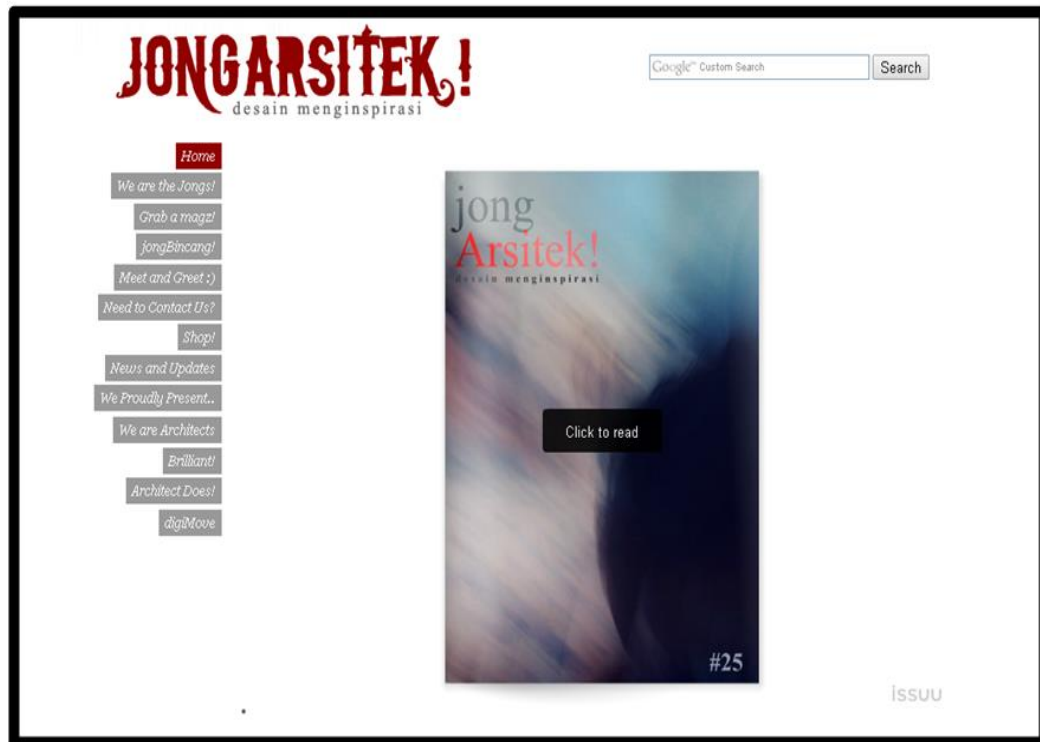 JONGARSITEK,!
desain menginspirasi
Google™ Custom Search
Search
Home
We are the Jongs!
Grab a magz!
jongBincang!
Meet and Greet :)
Need to Contact Us?
Shop!
News and Updates
We Proudly Present..
We are Architects
Brilliant!
Architect Does!
digiMove
jong
Arsitek!
desain menginspirasi
Click to read
#25
issuu